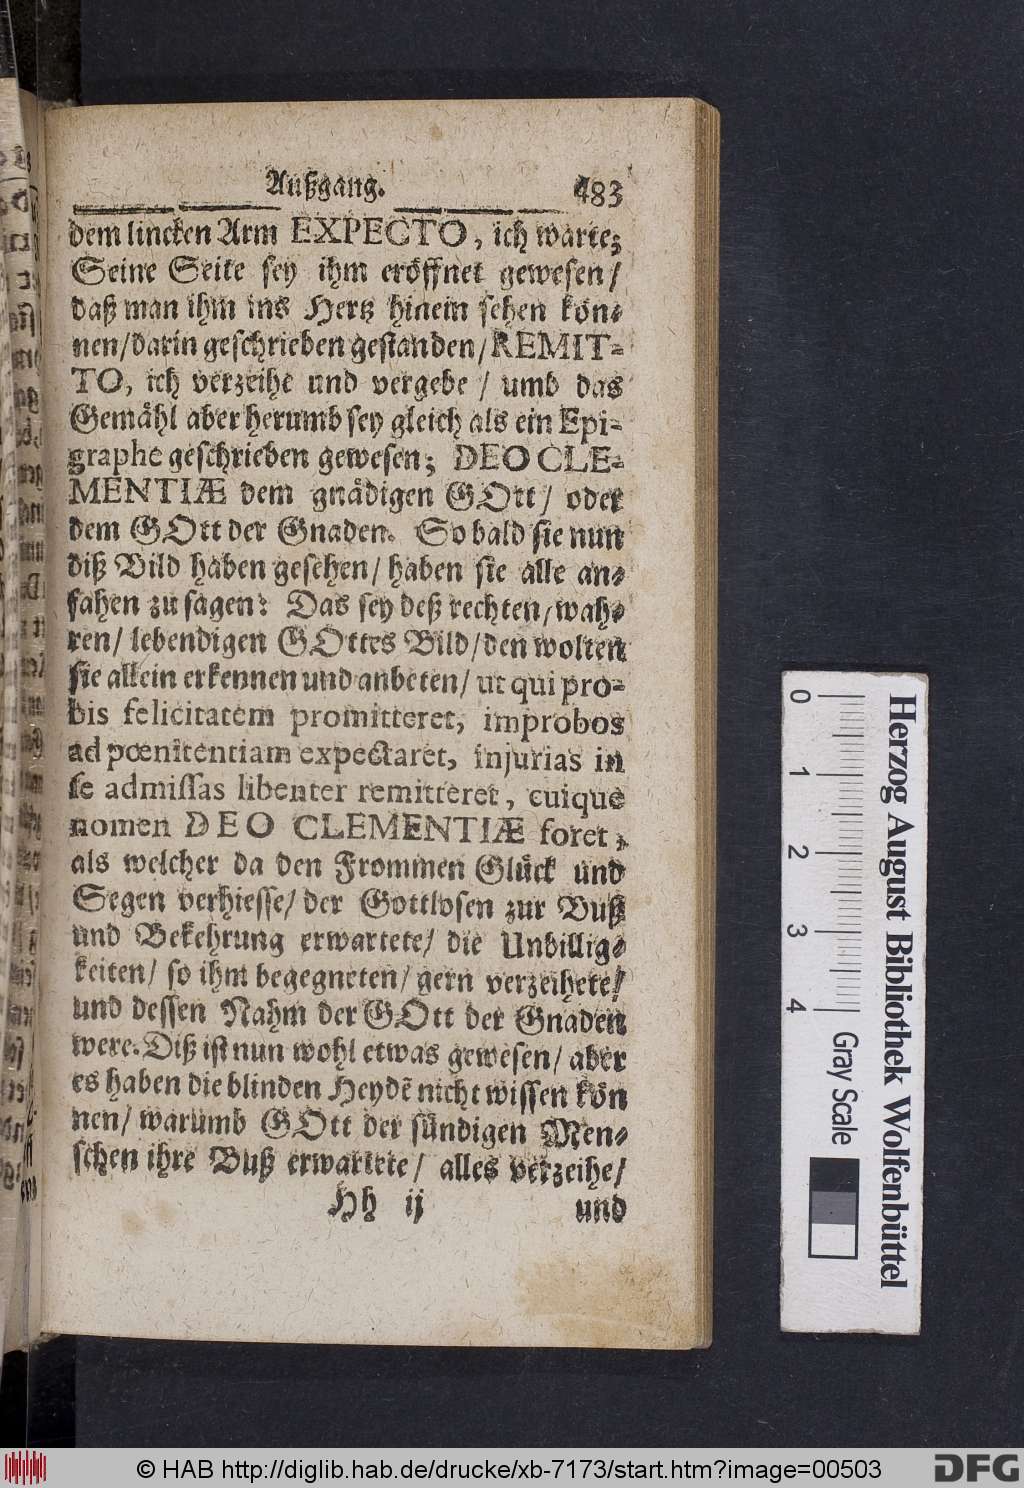 Außgang. 483
dem lincken Arm EXPECTO, ich warte;
Seine Seite sey ihm eröffnet gewesen/
daß man ihm ins Hertz hinein sehen kön-
nen/darin geschrieben gestanden/REMIT-
TO, ich verzeihe und vergebe / umb das
Gemähl aber herumb sey gleich als ein Epi-
graphe geschrieben gewesen; DEO CLE-
MENTIÆ dem gnädigen GOtt/ oder
dem GOtt der Gnaden. So bald sie nun
diß Bild haben gesehen/ haben sie alle an-
fahen zu sagen: Das sey deß rechten/wah-
ren/ lebendigen GOttes Bild/den wolten
sie allein erkennen und anbeten/ ut qui pro-
bis felicitatem promitteret, improbos
ad pœnitentiam expectaret, injurias in
se admissas libenter remitteret, cuique
nomen DEO CLEMENTIÆ foret,
als welcher da den Frommen Glück und
Segen verhiesse/ der Gottlosen zur Buß
und Bekehrung erwartete/ die Unbillig-
keiten/ so ihm begegneten/ gern verzeihete/
und dessen Nahm der GOtt der Gnaden
were. Diß ist nun wohl etwas gewesen/ aber
es haben die blinden Heydẽ nicht wissen kön
nen/ warumb GOtt der sündigen Men-
schen ihre Buß erwartete/ alles verzeihe/
Hh ij und
0 1 2 3 4
Gray Scale
Herzog August Bibliothek Wolfenbüttel
© HAB http://diglib.hab.de/drucke/xb-7173/start.htm?image=00503
DFG